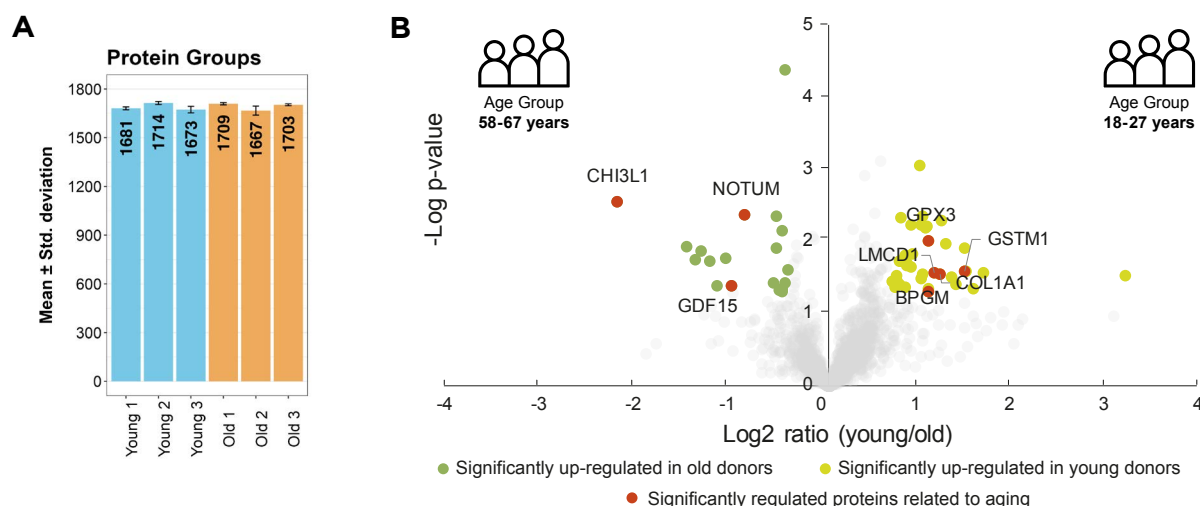 A
Protein Groups
Mean ± Std. deviation
1800
1500
1200
900
600
300
0
1681
1714
1673
1709
1667
1703
Young 1
Young 2
Young 3
Old 1
Old 2
Old 3
B
Age Group
58-67 years
Age Group
18-27 years
-Log p-value
5
4
3
2
1
0
CHI3L1
NOTUM
GDF15
GPX3
GSTM1
LMCD1
COL1A1
BPGM
-4
-3
-2
-1
0
1
2
3
4
Log2 ratio (young/old)
Significantly up-regulated in old donors
Significantly up-regulated in young donors
Significantly regulated proteins related to aging